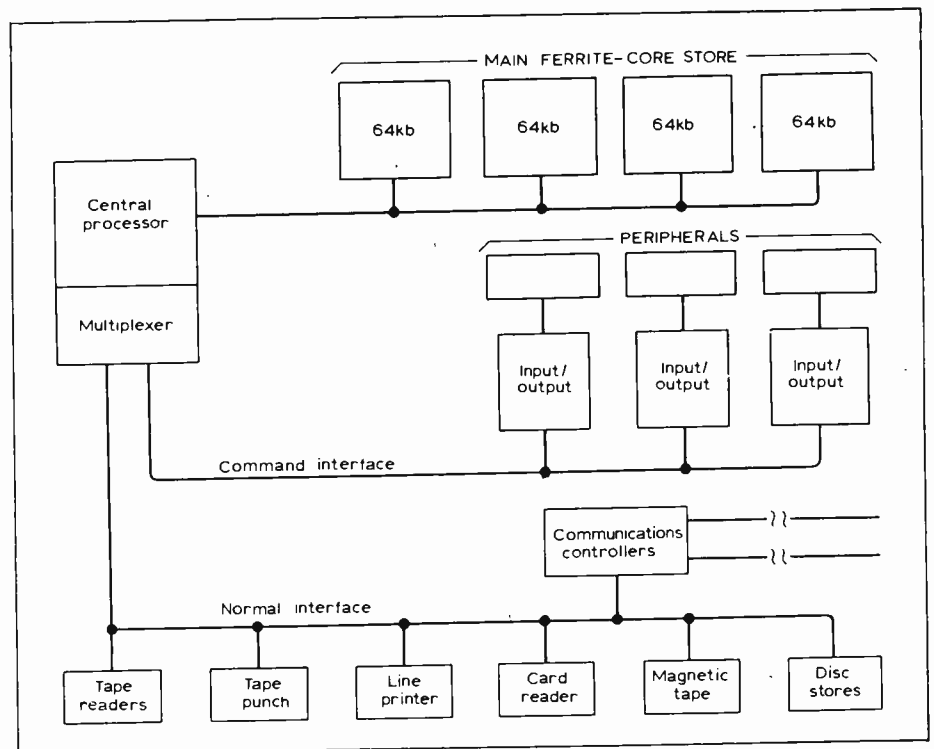 MAIN FERRITE-CORE STORE
64kb
64kb
64kb
64kb
Central
processor
Multiplexer
PERIPHERALS
Input/
output
Input/
output
Input/
output
Command interface
Communications
controllers
Normal interface
Tape
readers
Tape
punch
Line
printer
Card
reader
Magnetic
tape
Disc
stores